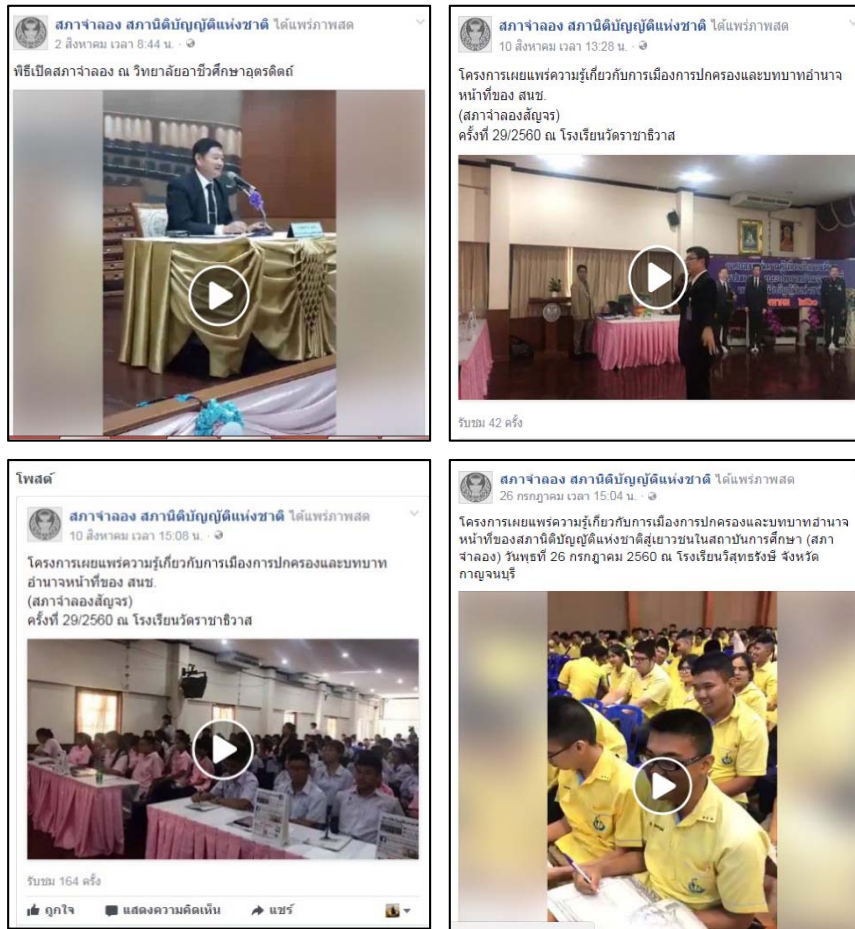 สภาจำลอง สภานิติบัญญัติแห่งชาติ ได้แพร่ภาพสด
2 สิงหาคม เวลา 8:44 น. ·
พิธีเปิดสภาจำลอง ณ วิทยาลัยอาชีวศึกษาอุตรดิตถ์
สภาจำลอง สภานิติบัญญัติแห่งชาติ ได้แพร่ภาพสด
10 สิงหาคม เวลา 13:28 น. ·
โครงการเผยแพร่ความรู้เกี่ยวกับการเมืองการปกครองและบทบาทอำนาจ
หน้าที่ของ สนช.
(สภาจำลองสัญจร)
ครั้งที่ 29/2560 ณ โรงเรียนวัดราชาธิวาส
รับชม 42 ครั้ง
โพสต์
สภาจำลอง สภานิติบัญญัติแห่งชาติ ได้แพร่ภาพสด
10 สิงหาคม เวลา 15:08 น. ·
โครงการเผยแพร่ความรู้เกี่ยวกับการเมืองการปกครองและบทบาท
อำนาจหน้าที่ของ สนช.
(สภาจำลองสัญจร)
ครั้งที่ 29/2560 ณ โรงเรียนวัดราชาธิวาส
รับชม 164 ครั้ง
ถูกใจ แสดงความคิดเห็น แชร์
สภาจำลอง สภานิติบัญญัติแห่งชาติ ได้แพร่ภาพสด
26 กรกฎาคม เวลา 15:04 น. ·
โครงการเผยแพร่ความรู้เกี่ยวกับการเมืองการปกครองและบทบาทอำนาจ
หน้าที่ของสภานิติบัญญัติแห่งชาติสู่เยาวชนในสถาบันการศึกษา (สภา
จำลอง) วันพุธที่ 26 กรกฎาคม 2560 ณ โรงเรียนวิสุทธรังษี จังหวัด
กาญจนบุรี